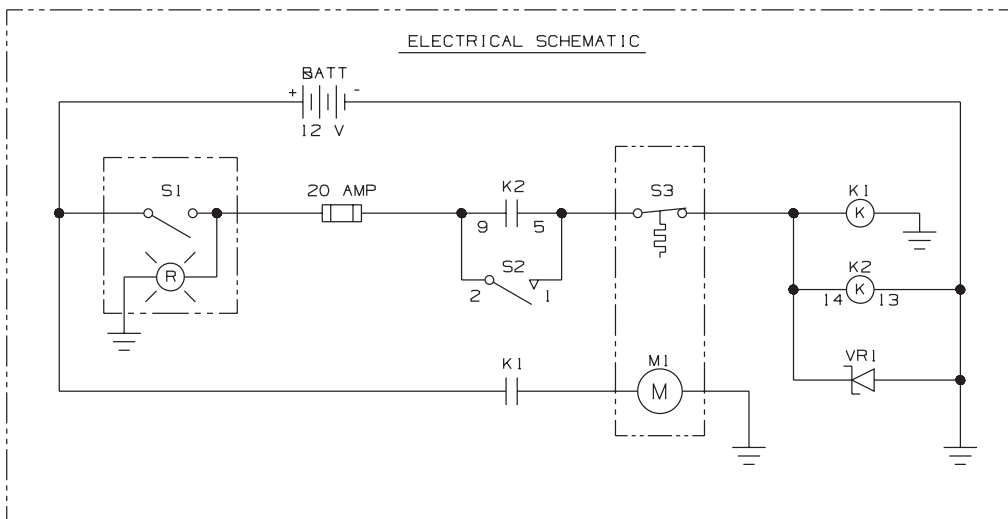 ELECTRICAL SCHEMATIC
BATT
+ -
12 V
S1
20 AMP
K2
S3
K1
9 5
K
S2
K2
R
2 1
14 K 13
K1
M1
VR1
M